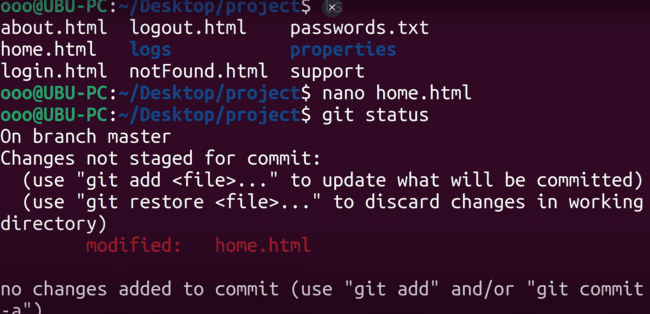 ooo@UBU-PC:~/Desktop/project$
about.html logout.html passwords.txt
home.html logs properties
login.html notFound.html support
ooo@UBU-PC:~/Desktop/project$ nano home.html
ooo@UBU-PC:~/Desktop/project$ git status
On branch master
Changes not staged for commit:
(use "git add <file>..." to update what will be committed)
(use "git restore <file>..." to discard changes in working
directory)
modified: home.html
no changes added to commit (use "git add" and/or "git commit
-a")